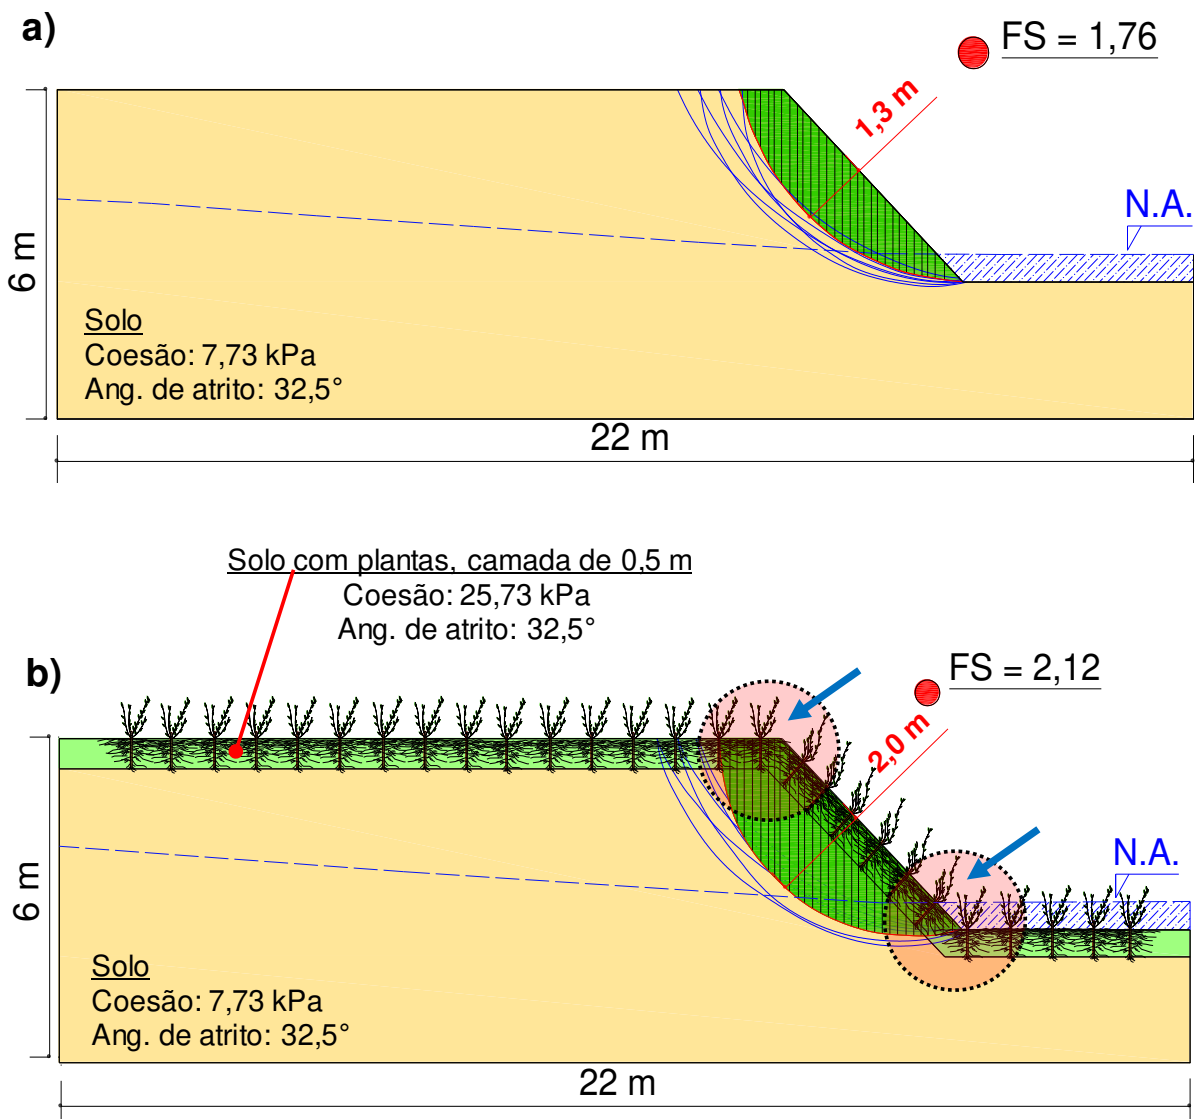 a)
FS = 1,76
1,3 m
N.A.
6 m
Solo
Coesão: 7,73 kPa
Ang. de atrito: 32,5°
22 m
Solo com plantas, camada de 0,5 m
Coesão: 25,73 kPa
Ang. de atrito: 32,5°
b)
FS = 2,12
2,0 m
N.A.
6 m
Solo
Coesão: 7,73 kPa
Ang. de atrito: 32,5°
22 m